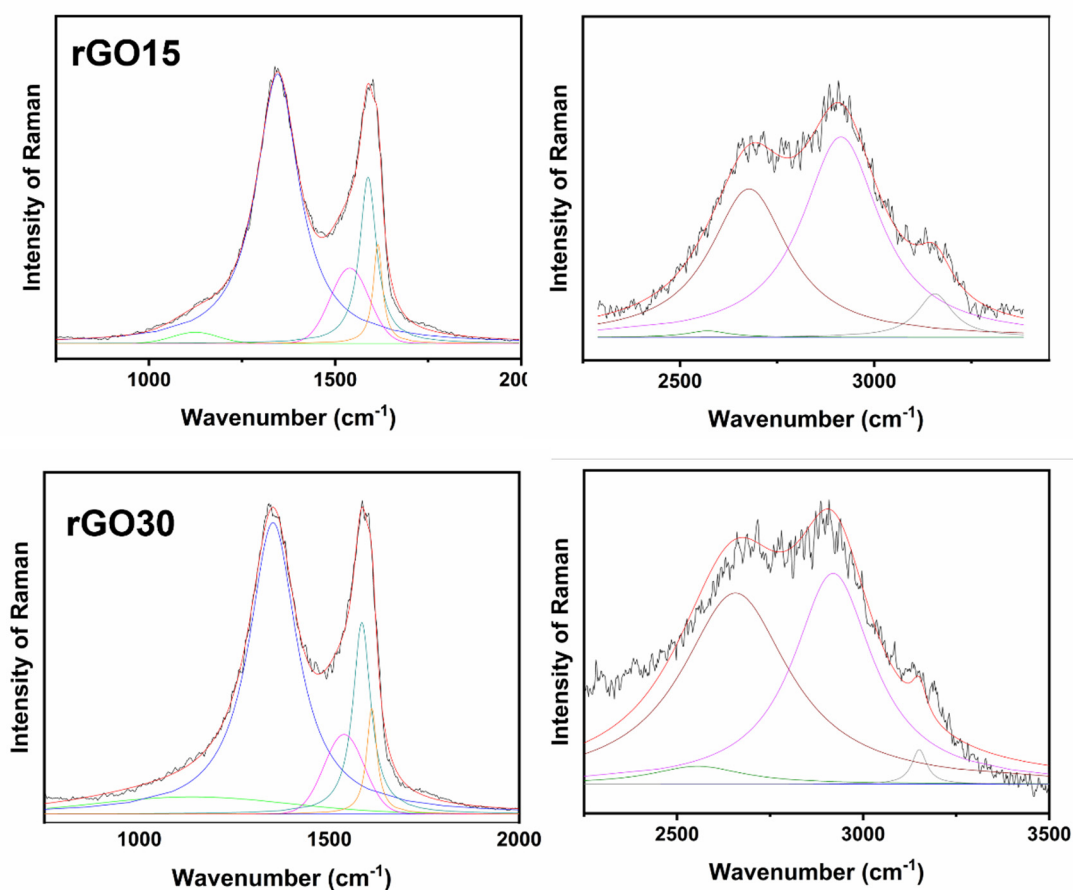 rGO15
Intensity of Raman
1000 1500 200
Wavenumber (cm⁻¹)
Intensity of Raman
2500 3000
Wavenumber (cm⁻¹)
rGO30
Intensity of Raman
1000 1500 2000
Wavenumber (cm⁻¹)
Intensity of Raman
2500 3000 3500
Wavenumber (cm⁻¹)